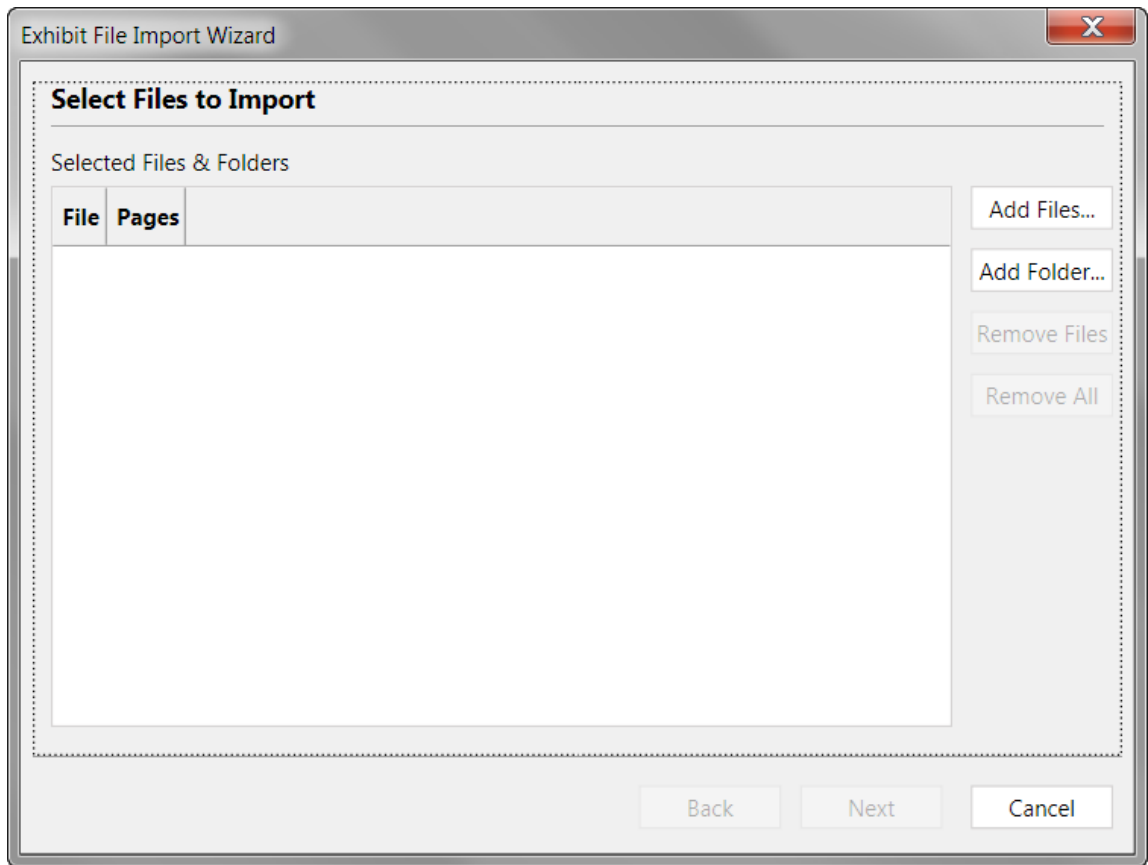 Exhibit File Import Wizard
X
Select Files to Import
Selected Files & Folders
File Pages
Add Files...
Add Folder...
Remove Files
Remove All
Back Next Cancel